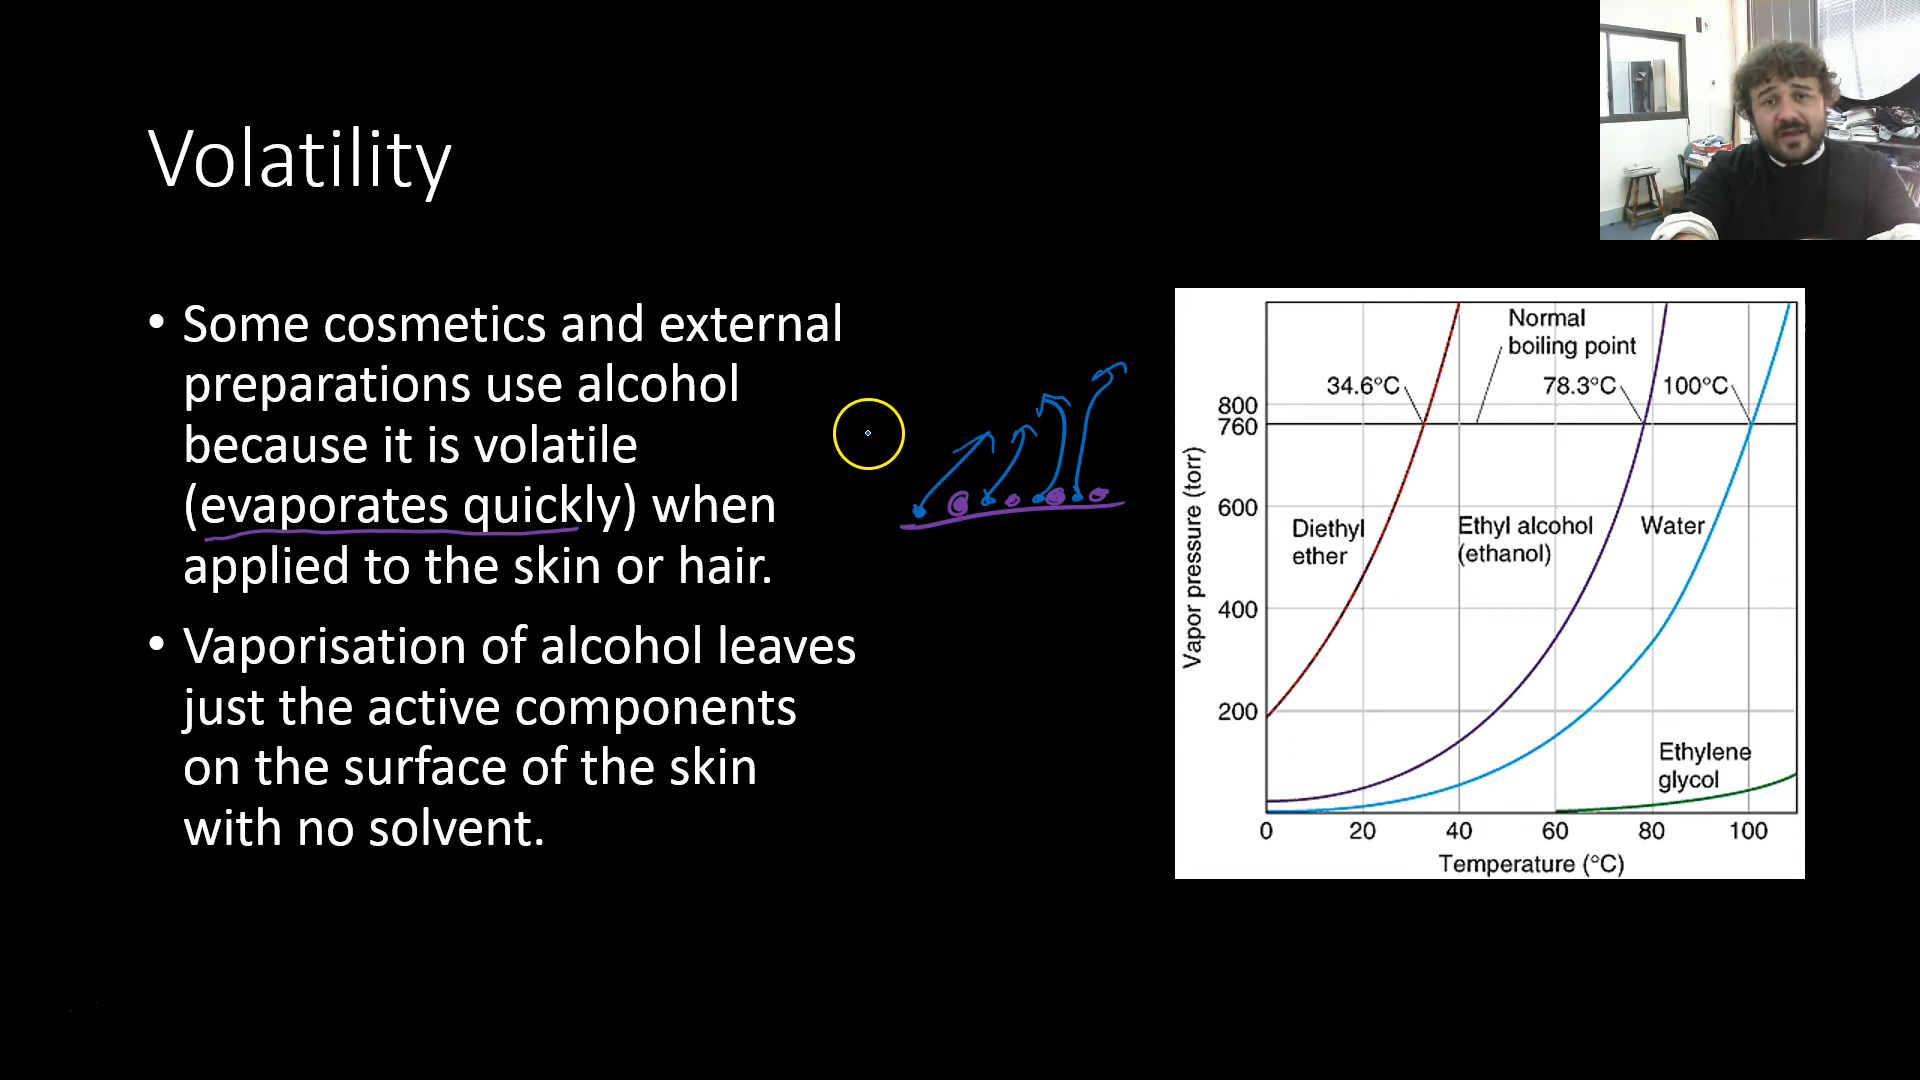 Volatility
• Some cosmetics and external
preparations use alcohol
because it is volatile
(evaporates quickly) when
applied to the skin or hair.
• Vaporisation of alcohol leaves
just the active components
on the surface of the skin
with no solvent.
Normal
boiling point
34.6°C
78.3°C
100°C
800
760
600
400
200
Vapor pressure (torr)
Diethyl
ether
Ethyl alcohol
(ethanol)
Water
Ethylene
glycol
0 20 40 60 80 100
Temperature (°C)